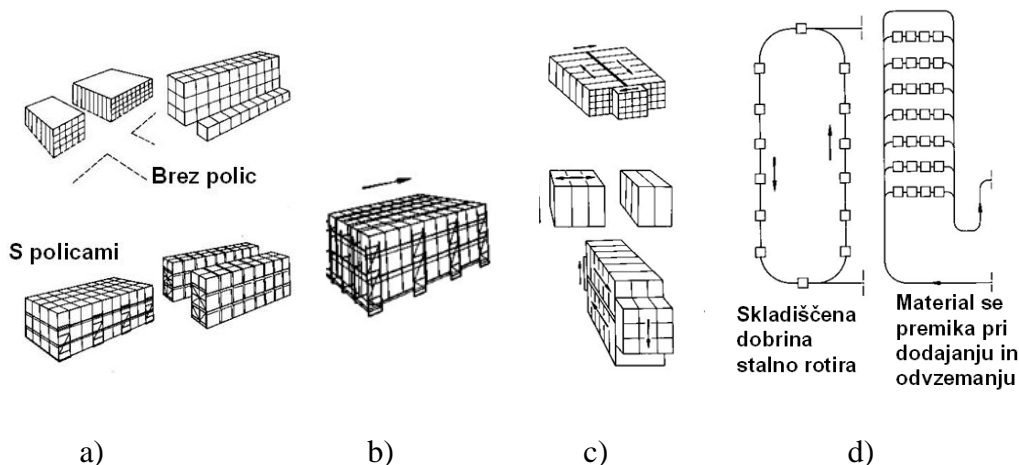 Brez polic
S policami
Skladiščena
dobrina
stalno rotira
Material se
premika pri
dodajanju in
odvzemanju
a)
b)
c)
d)